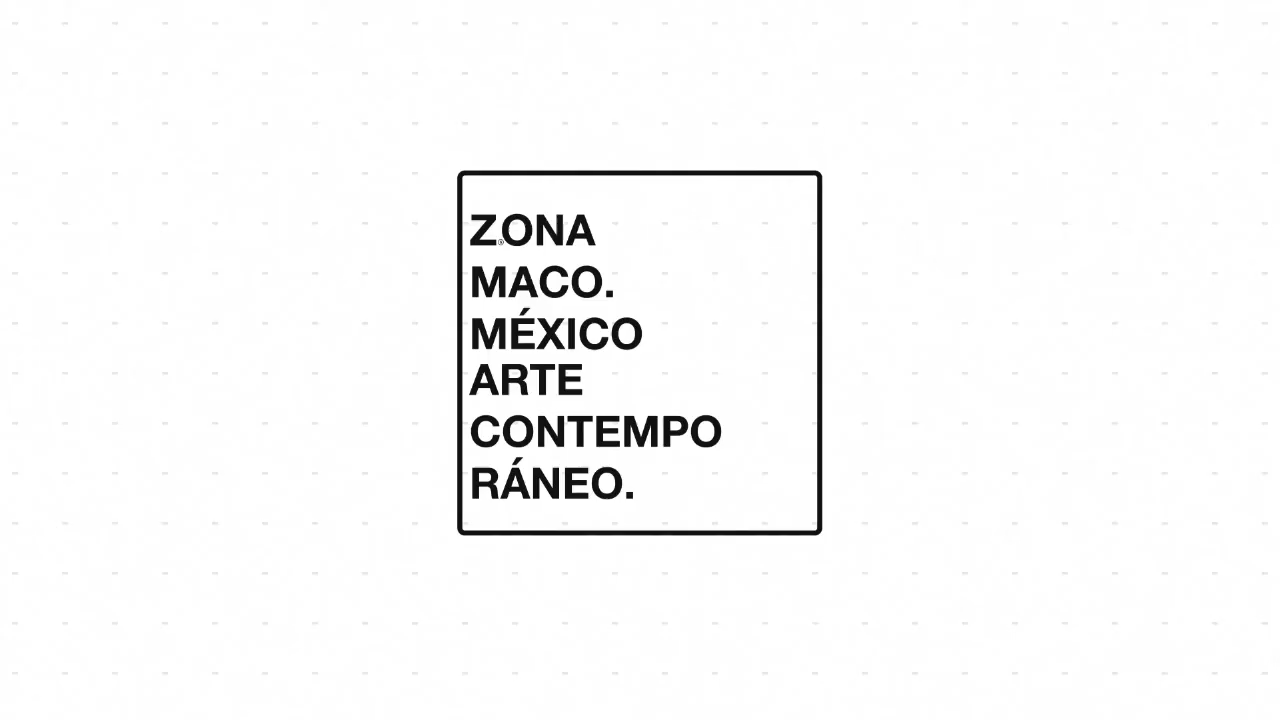 ZONA
MACO.
MÉXICO
ARTE
CONTEMPO
RÁNEO.